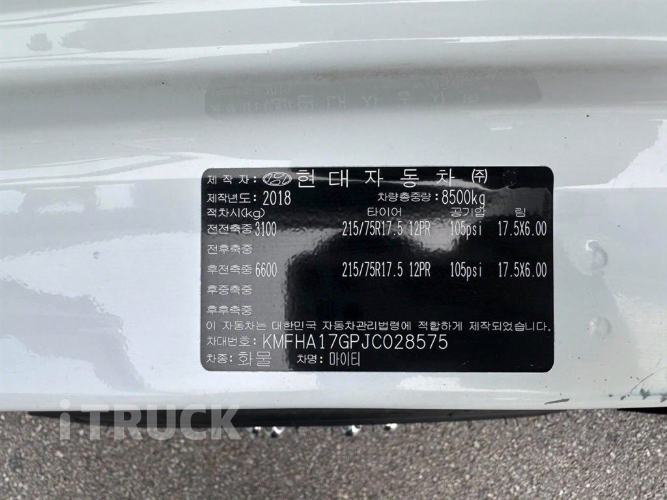 제작자: 현대자동차㈜
제작년도: 2018 차량총중량: 8500kg
적차시(kg) 타이어 공기압 림
전전축중 3100 215/75R17.5 12PR 105psi 17.5X6.00
전후축중
후전축중 6600 215/75R17.5 12PR 105psi 17.5X6.00
후중축중
후후축중
이 자동차는 대한민국 자동차관리법령에 적합하게 제작되었음.
차대번호: KMFHA17GPJC028575
차종: 화물 차명: 마이티
iTRUCK